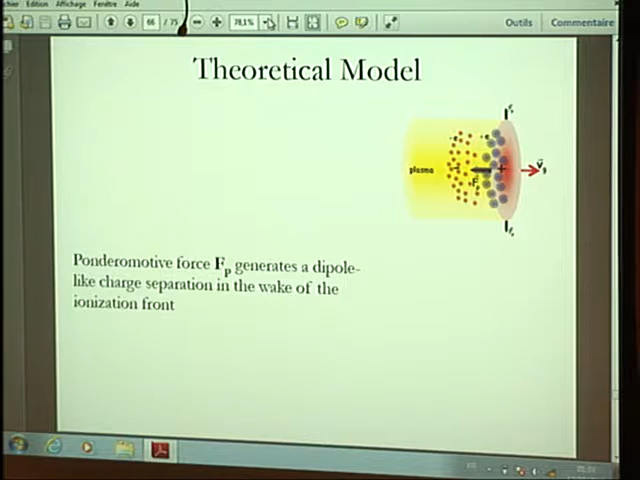 Edition Affichage Fenêtre Aide
66 / 75 78,1% Outils Commentaire
Theoretical Model
plasma
Ponderomotive force Fp generates a dipole-
like charge separation in the wake of the
ionization front